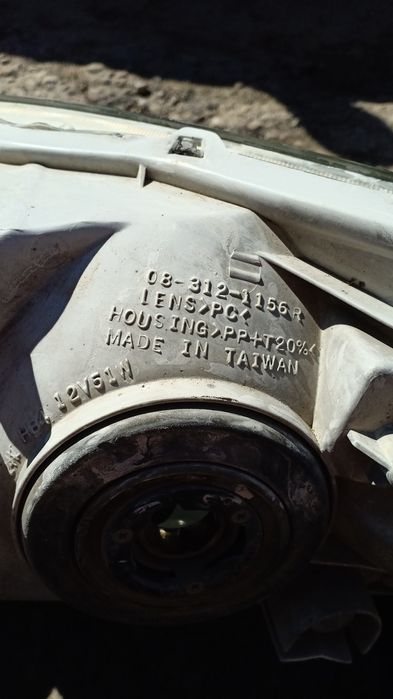 08-312-1156R
LENS>PC<
HOUSING>PP+T20%<
MADE IN TAIWAN
HB4 12V51W